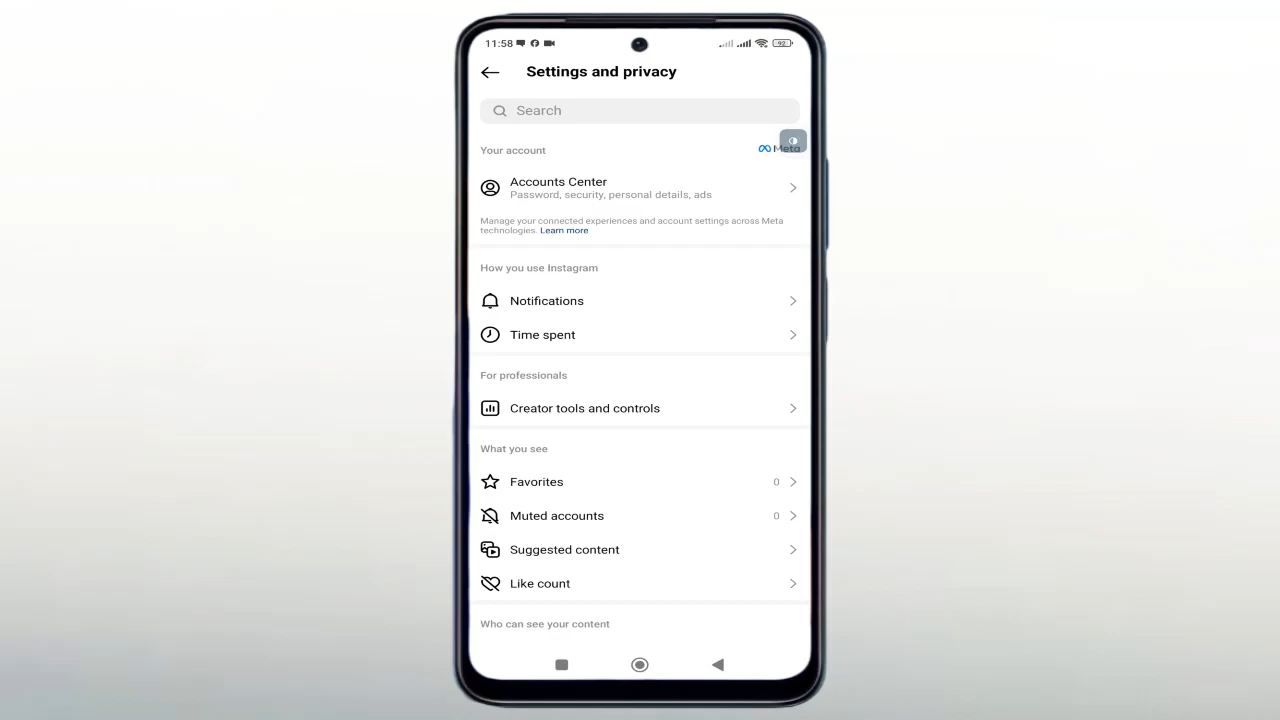 11:58
92
Settings and privacy
Search
Your account
Meta
Accounts Center
Password, security, personal details, ads
Manage your connected experiences and account settings across Meta
technologies. Learn more
How you use Instagram
Notifications
Time spent
For professionals
Creator tools and controls
What you see
Favorites 0
Muted accounts 0
Suggested content
Like count
Who can see your content